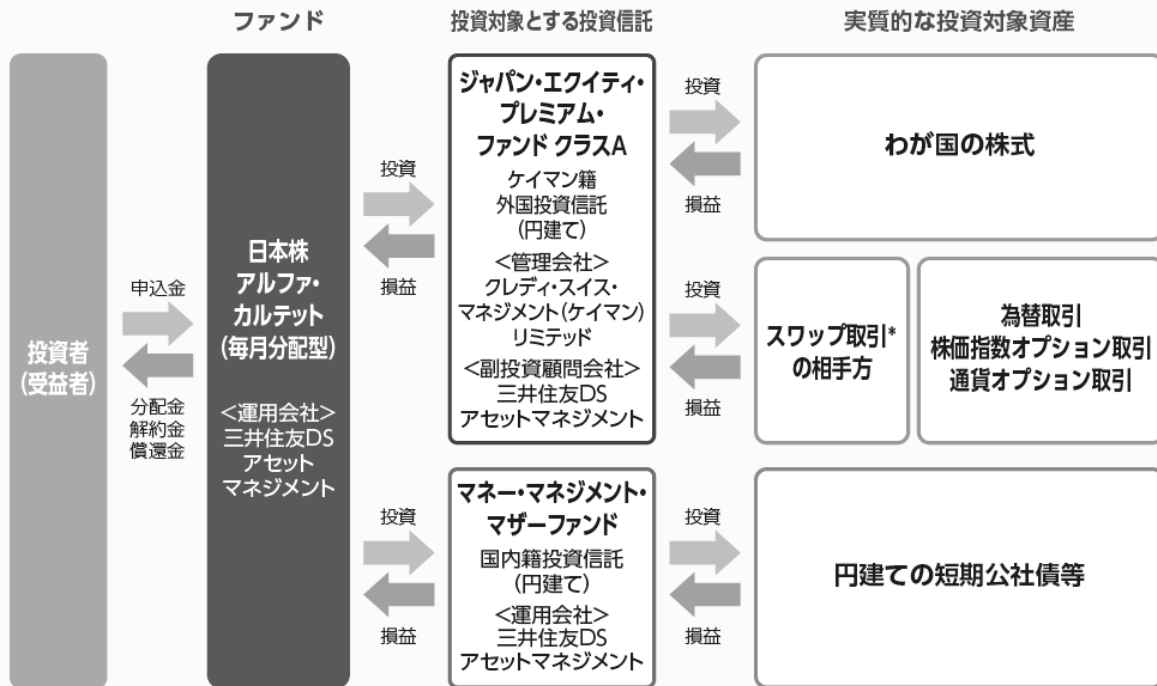 ファンド
投資対象とする投資信託
実質的な投資対象資産
投資者
(受益者)
申込金
分配金
解約金
償還金
日本株
アルファ・
カルテット
(毎月分配型)
<運用会社>
三井住友DS
アセット
マネジメント
投資
損益
投資
損益
ジャパン・エクイティ・
プレミアム・
ファンド クラスA
ケイマン籍
外国投資信託
(円建て)
<管理会社>
クレディ・スイス・
マネジメント(ケイマン)
リミテッド
<副投資顧問会社>
三井住友DS
アセットマネジメント
マネー・マネジメント・
マザーファンド
国内籍投資信託
(円建て)
<運用会社>
三井住友DS
アセットマネジメント
投資
損益
投資
損益
投資
損益
わが国の株式
スワップ取引*
の相手方
為替取引
株価指数オプション取引
通貨オプション取引
円建ての短期公社債等